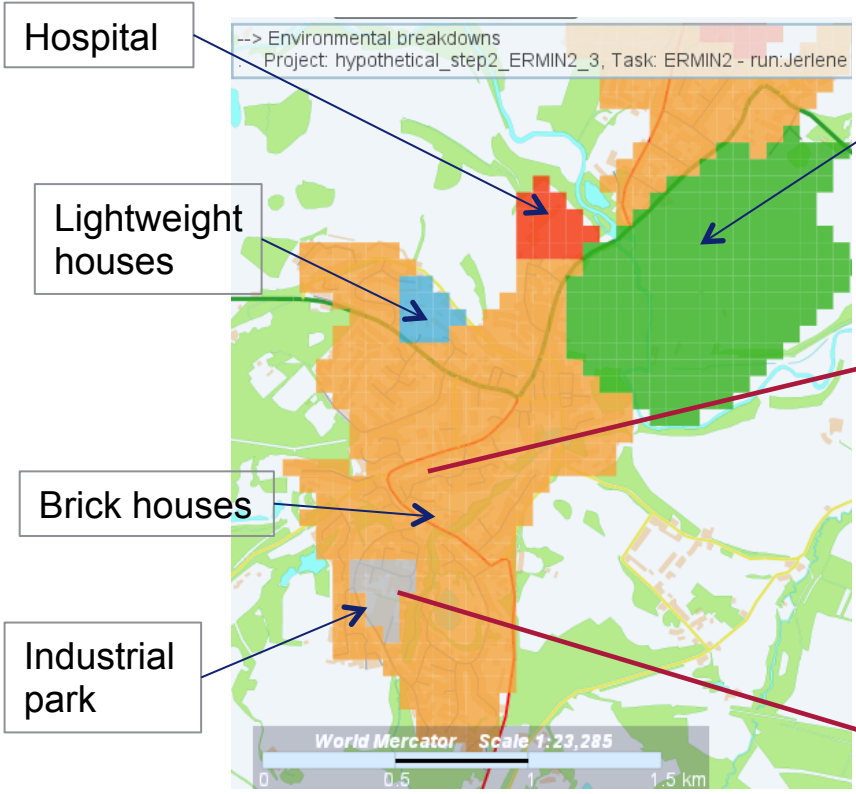 Hospital
--> Environmental breakdowns
Project: hypothetical_step2_ERMIN2_3, Task: ERMIN2 - run:Jerlene
Lightweight
houses
Brick houses
Industrial
park
World Mercator Scale 1:23,285
0 0.5 1 1.5 km